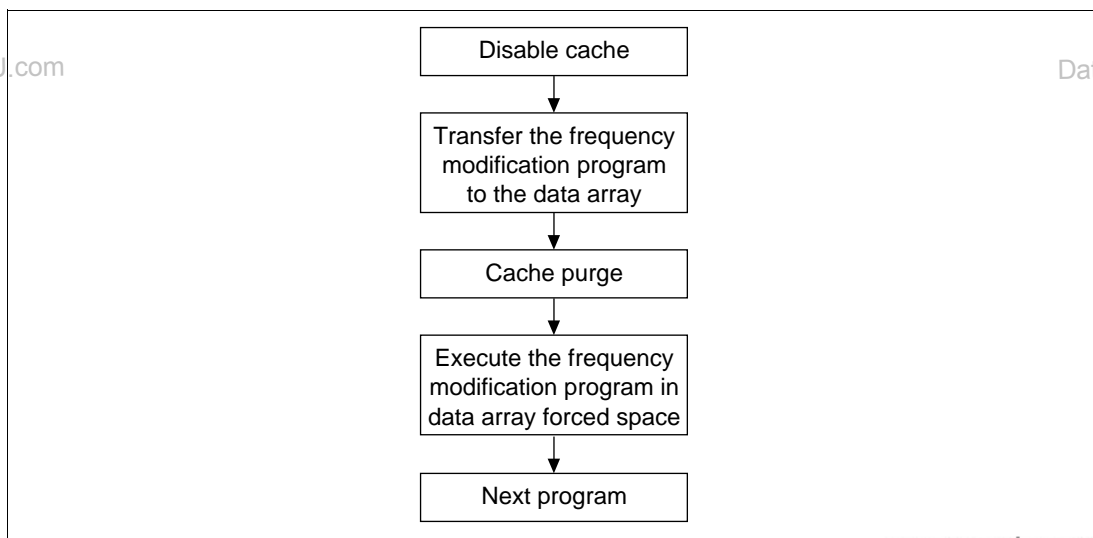 Disable cache
J.com
Dat
Transfer the frequency
modification program
to the data array
Cache purge
Execute the frequency
modification program in
data array forced space
Next program